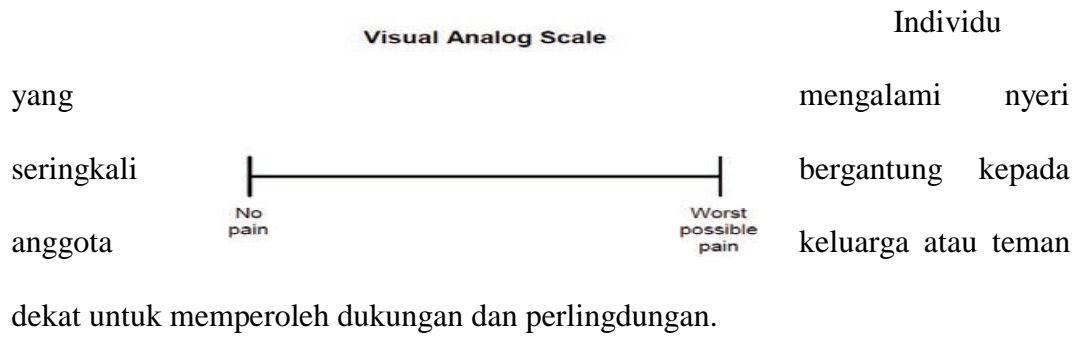 Individu
Visual Analog Scale
yang mengalami nyeri
seringkali bergantung kepada
No
pain
Worst
possible
pain
anggota keluarga atau teman
dekat untuk memperoleh dukungan dan perlingdungan.